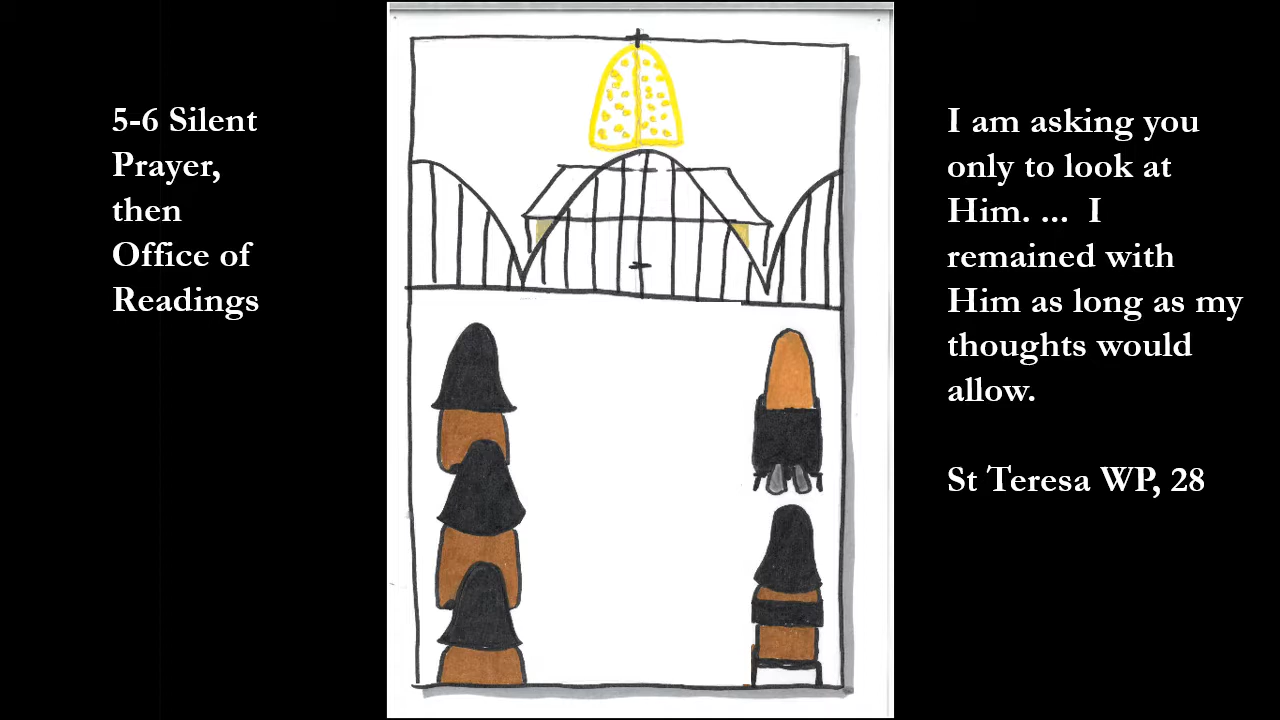 5-6 Silent
Prayer,
then
Office of
Readings
I am asking you
only to look at
Him. ... I
remained with
Him as long as my
thoughts would
allow.
St Teresa WP, 28